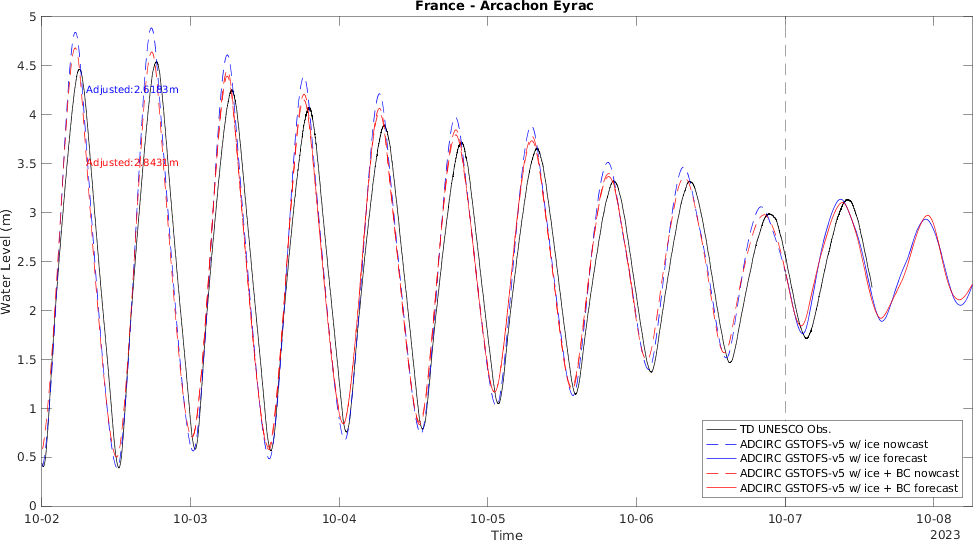 France - Arcachon Eyrac
Water Level (m)
5
4.5
4
3.5
3
2.5
2
1.5
1
0.5
0
Adjusted:2.6183m
Adjusted:2.8431m
TD UNESCO Obs.
ADCIRC GSTOFS-v5 w/ ice nowcast
ADCIRC GSTOFS-v5 w/ ice forecast
ADCIRC GSTOFS-v5 w/ ice + BC nowcast
ADCIRC GSTOFS-v5 w/ ice + BC forecast
10-02 10-03 10-04 10-05 10-06 10-07 10-08
Time
2023